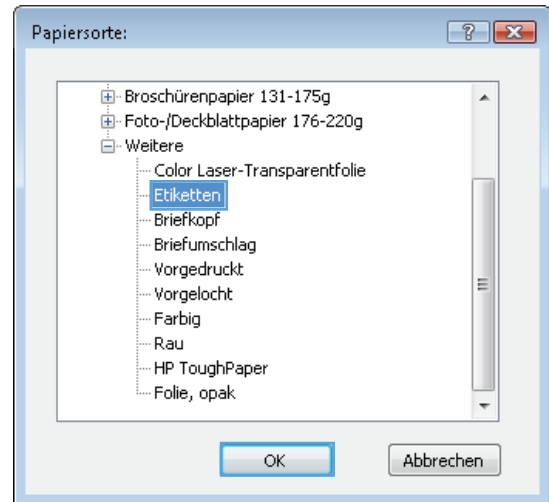 Papiersorte:
Broschürenpapier 131-175g
Foto-/Deckblattpapier 176-220g
Weitere
Color Laser-Transparentfolie
Etiketten
Briefkopf
Briefumschlag
Vorgedruckt
Vorgelocht
Farbig
Rau
HP ToughPaper
Folie, opak
OK Abbrechen